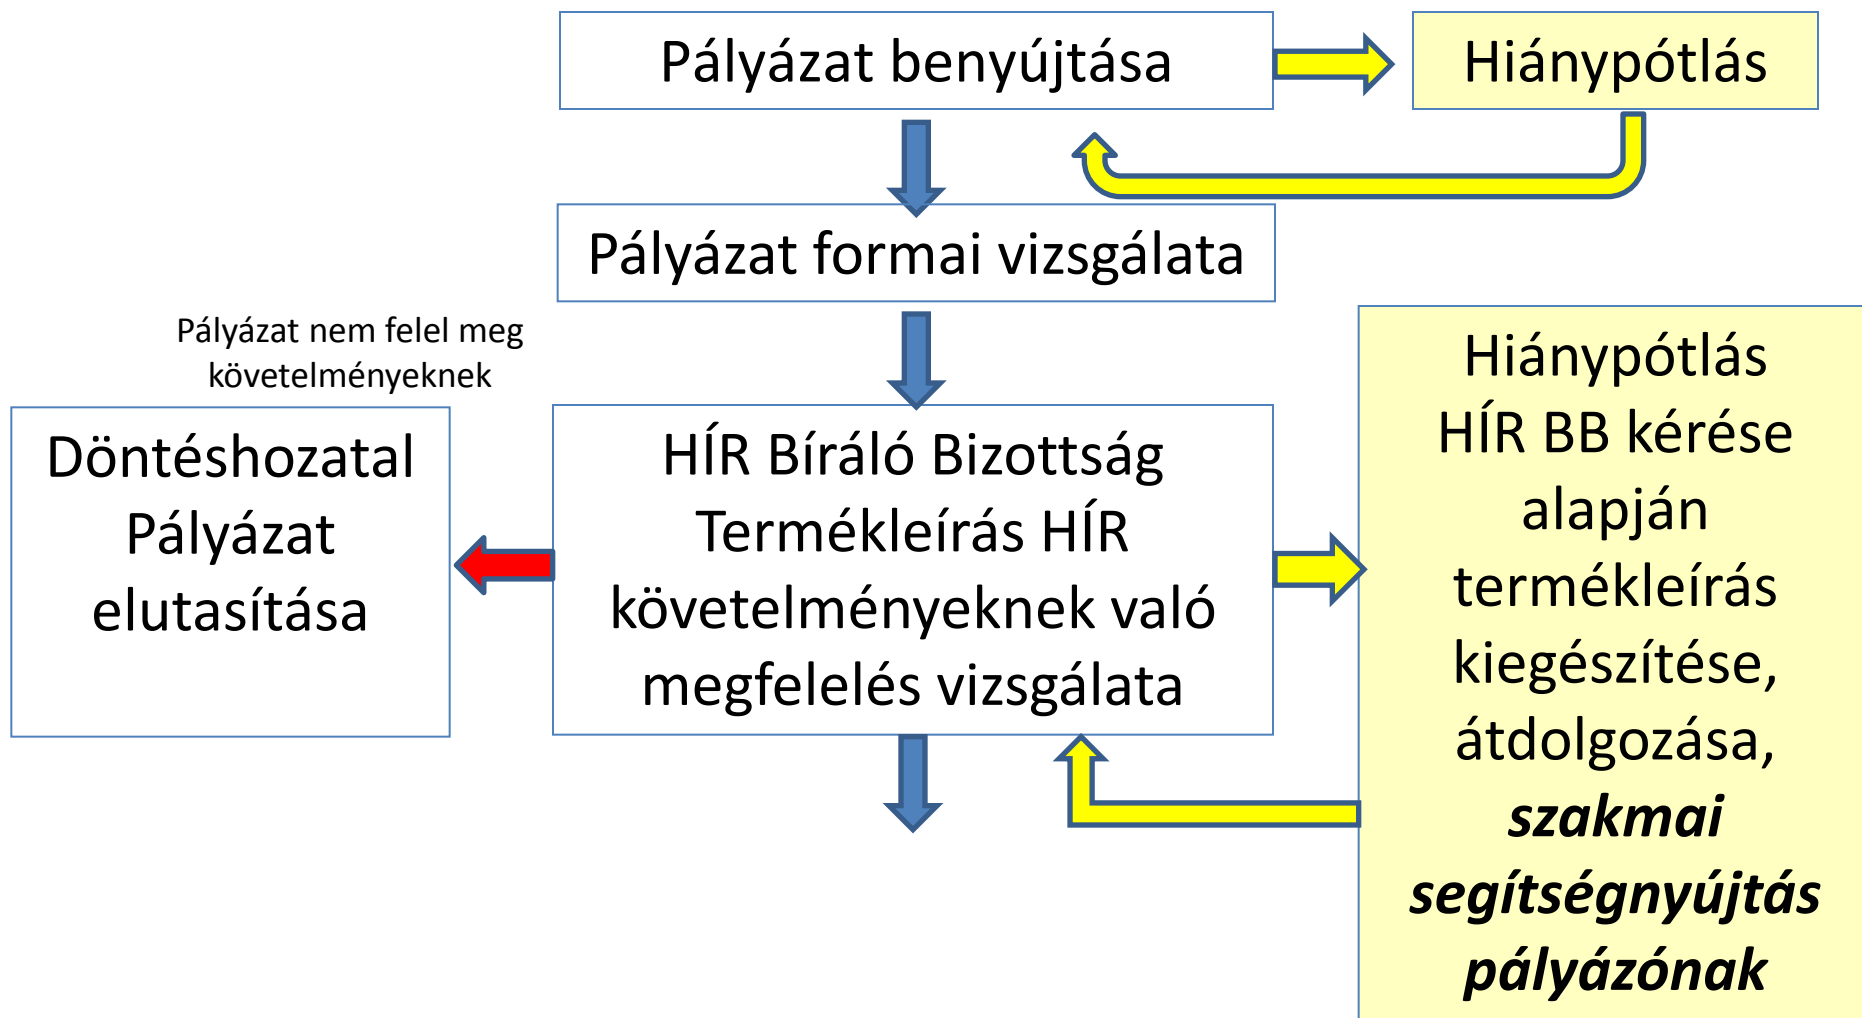 Pályázat benyújtása
Hiánypótlás
Pályázat formai vizsgálata
Pályázat nem felel meg
követelményeknek
Döntéshozatal
Pályázat
elutasítása
HÍR Bíráló Bizottság
Termékleírás HÍR
követelményeknek való
megfelelés vizsgálata
Hiánypótlás
HÍR BB kérése
alapján
termékleírás
kiegészítése,
átdolgozása,
szakmai
segítségnyújtás
pályázónak